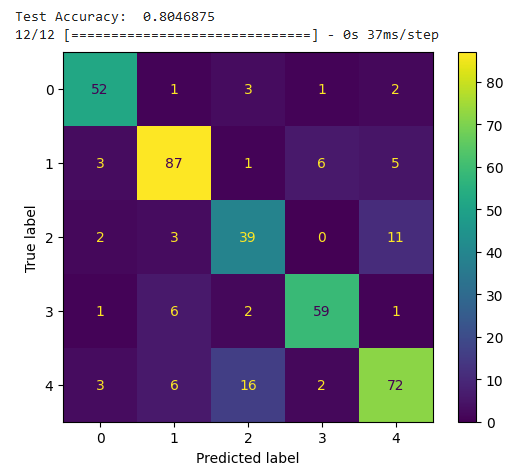 Test Accuracy:  0.8046875
12/12 [==============================] - 0s 37ms/step
0 52 1 3 1 2
1 3 87 1 6 5
2 2 3 39 0 11
3 1 6 2 59 1
4 3 6 16 2 72
0 1 2 3 4
Predicted label
True label
80
70
60
50
40
30
20
10
0